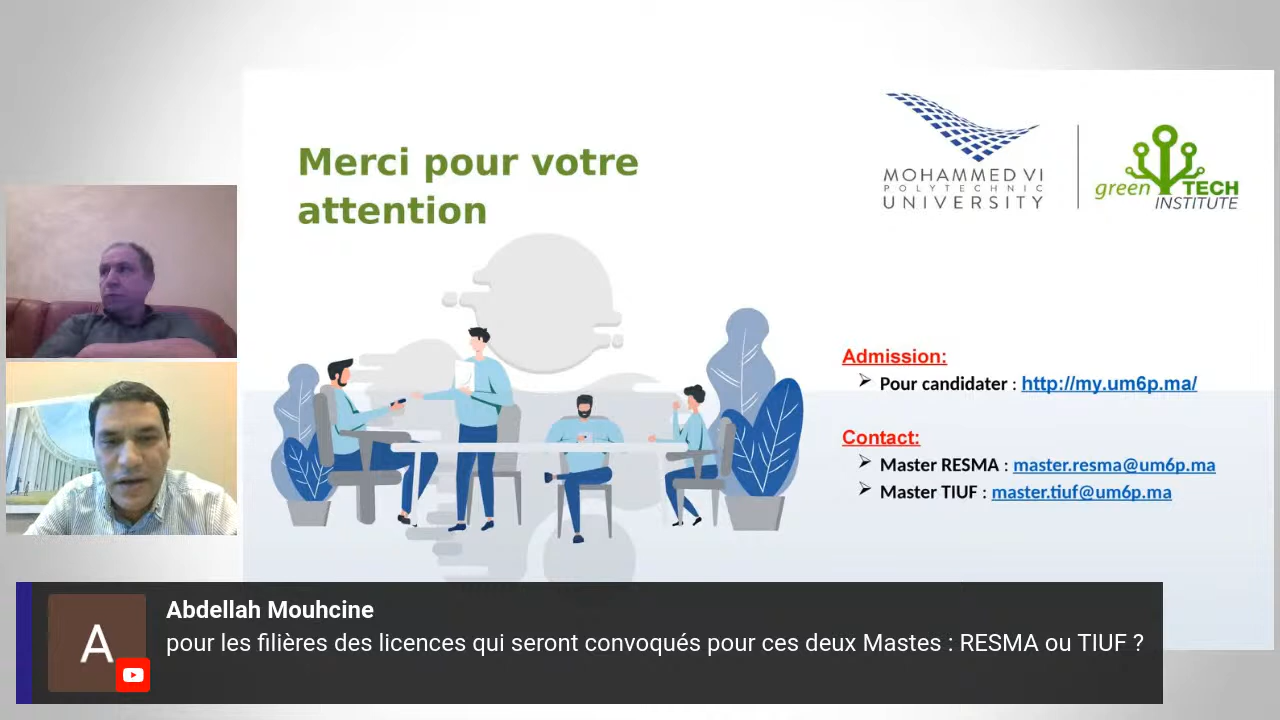 Merci pour votre
attention
MOHAMMED VI
POLYTECHNIC
UNIVERSITY
green TECH
INSTITUTE
Admission:
Pour candidater : http://my.um6p.ma/
Contact:
Master RESMA : master.resma@um6p.ma
Master TIUF : master.tiuf@um6p.ma
A
Abdellah Mouhcine
pour les filières des licences qui seront convoqués pour ces deux Mastes : RESMA ou TIUF ?